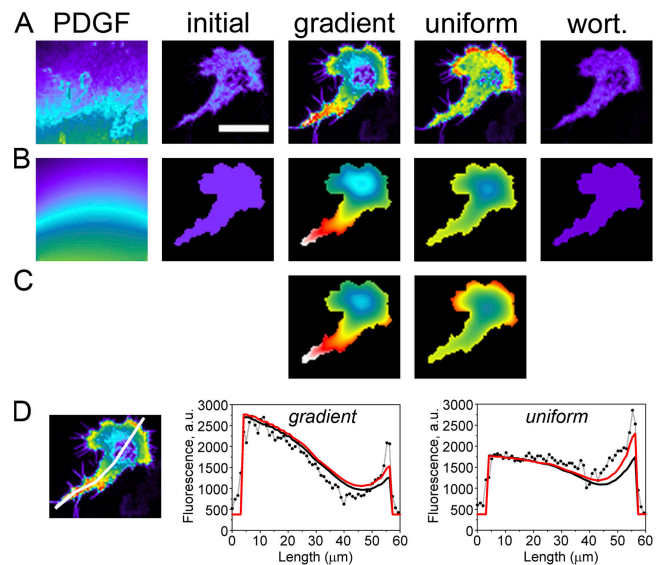 A PDGF initial gradient uniform wort.
B
C
D
gradient
uniform
Fluorescence, a.u.
3000
2500
2000
1500
1000
500
0
0 10 20 30 40 50 60
Length (μm)
Fluorescence, a.u.
3000
2500
2000
1500
1000
500
0
0 10 20 30 40 50 60
Length (μm)